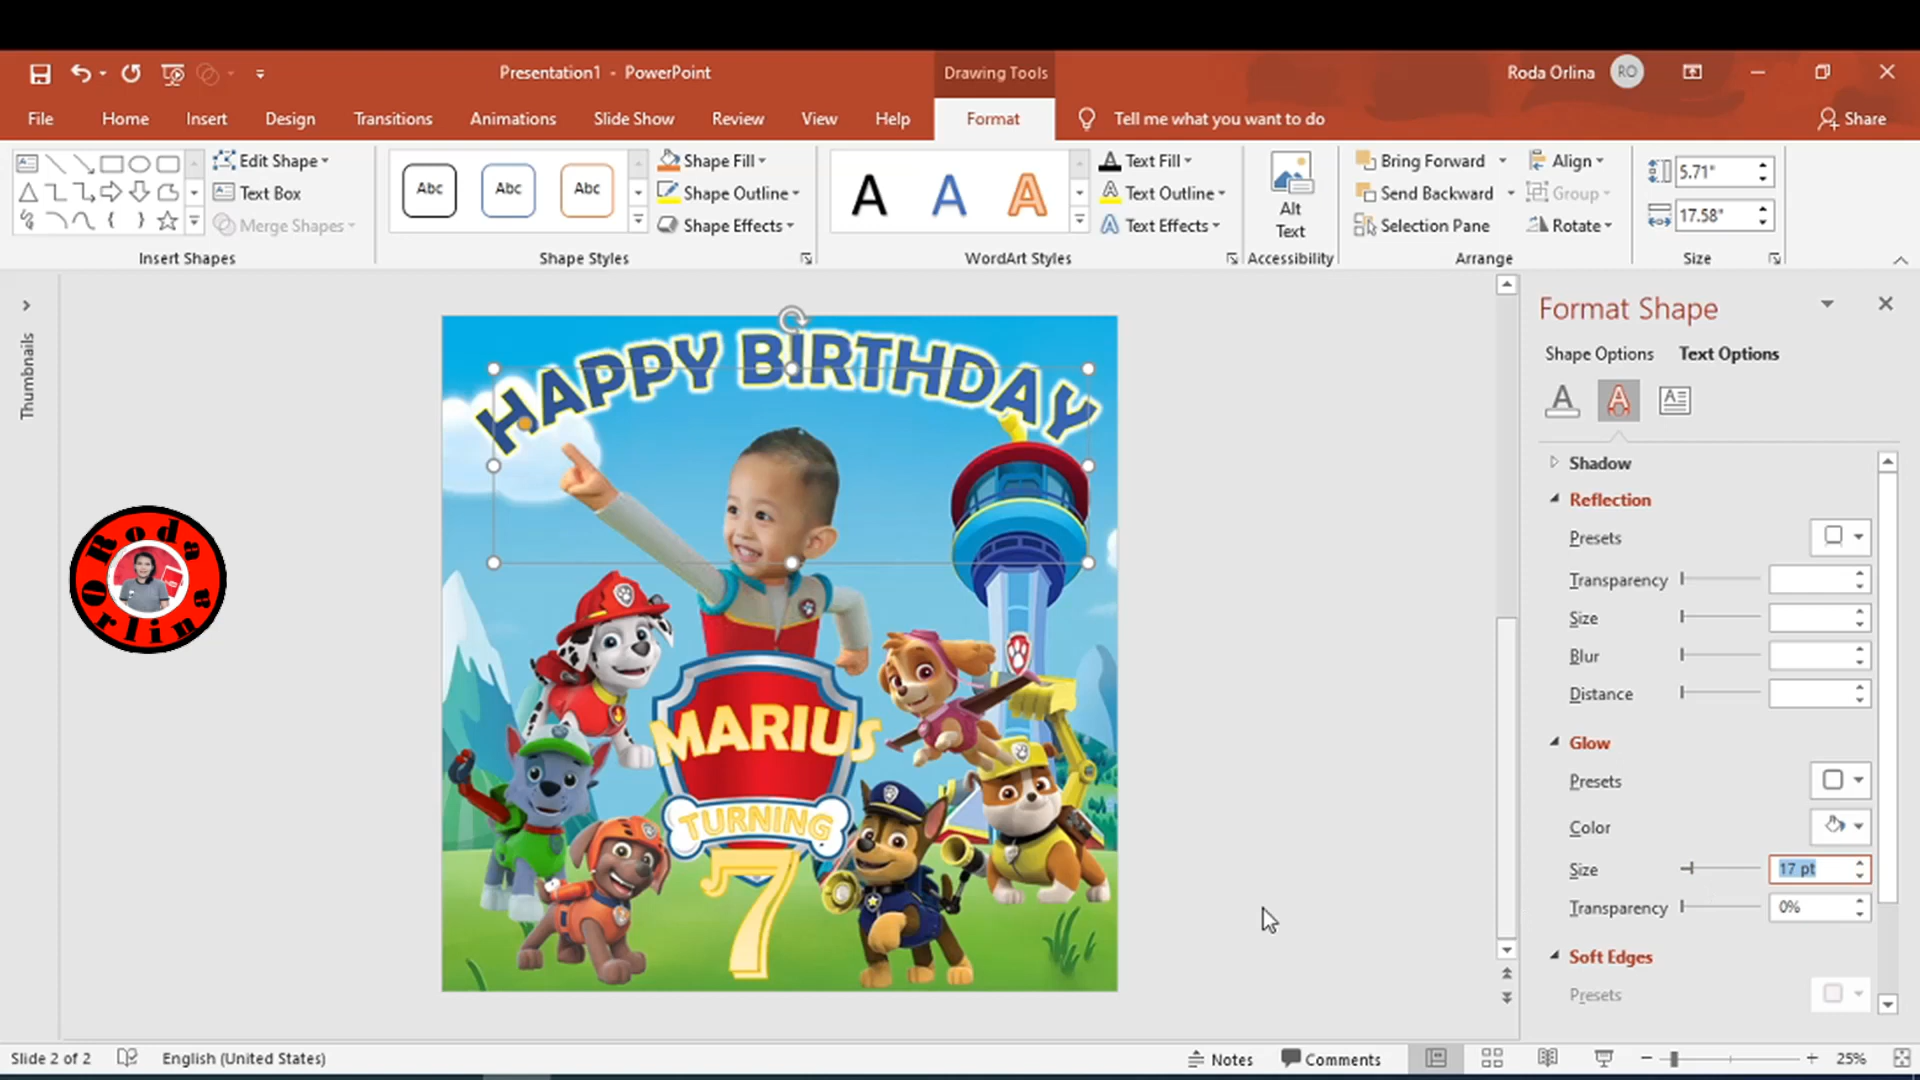 Presentation1 - PowerPoint
Drawing Tools
Roda Orlina
RO
File
Home
Insert
Design
Transitions
Animations
Slide Show
Review
View
Help
Format
Tell me what you want to do
Share
Edit Shape
Text Box
Merge Shapes
Insert Shapes
Abc
Abc
Abc
Shape Fill
Shape Outline
Shape Effects
Shape Styles
A
A
A
Text Fill
Text Outline
Text Effects
WordArt Styles
Alt
Text
Accessibility
Bring Forward
Send Backward
Selection Pane
Align
Group
Rotate
Arrange
5.71"
17.58"
Size
Thumbnails
Roda Orlina
HAPPY BIRTHDAY
MARIUS
TURNING
7
Format Shape
Shape Options
Text Options
Shadow
Reflection
Presets
Transparency
Size
Blur
Distance
Glow
Presets
Color
Size
17 pt
Transparency
0%
Soft Edges
Presets
Slide 2 of 2
English (United States)
Notes
Comments
25%